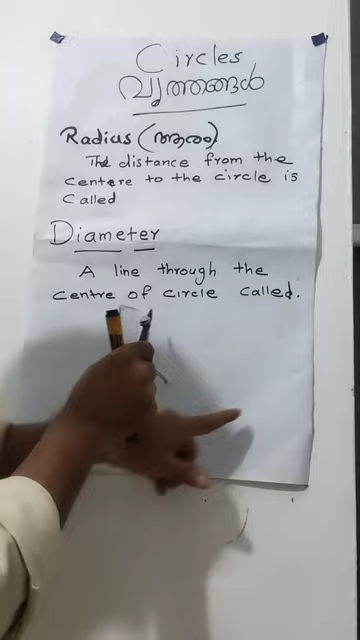 Circles
വൃത്തങ്ങൾ
Radius (ആരം)
The distance from the
centere to the circle is
called
Diameter
A line through the
centre of circle called.